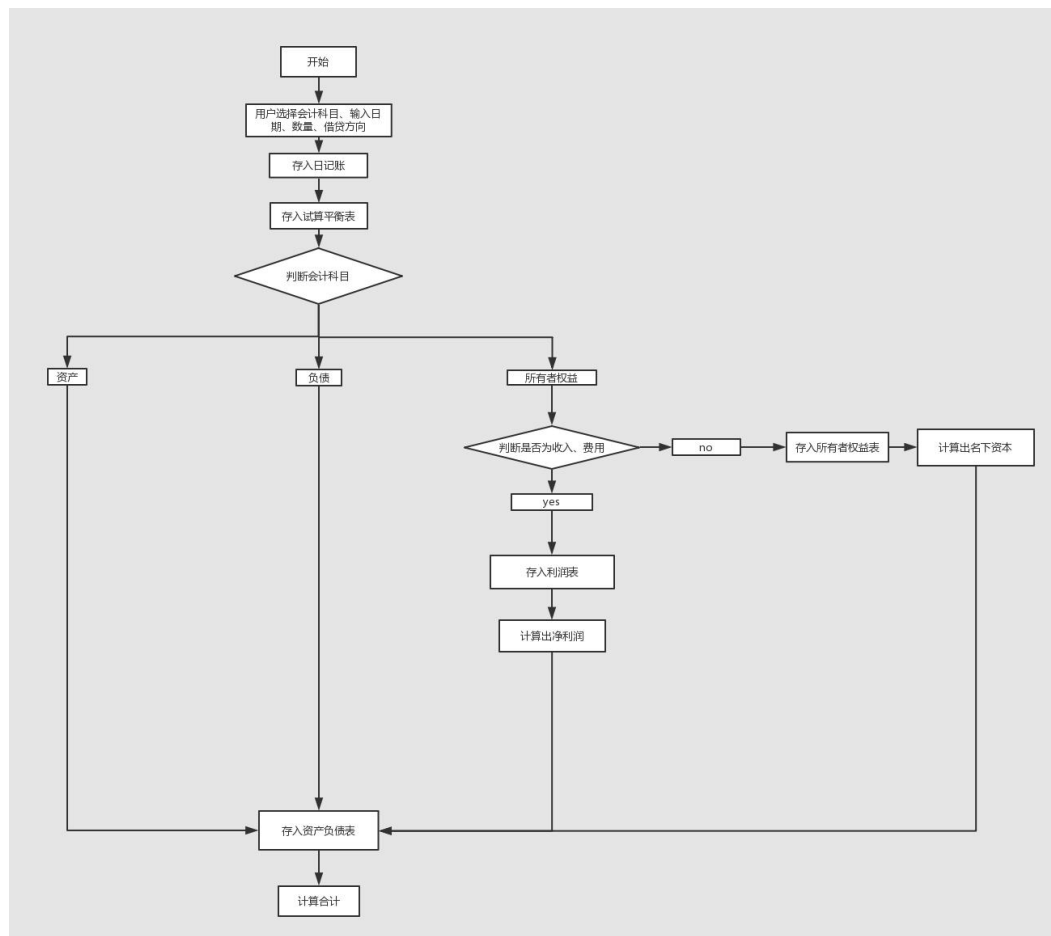 开始
用户选择会计科目、输入日
期、数量、借贷方向
存入日记账
存入试算平衡表
判断会计科目
资产
负债
所有者权益
判断是否为收入、费用
no
存入所有者权益表
计算出名下资本
yes
存入利润表
计算出净利润
存入资产负债表
计算合计